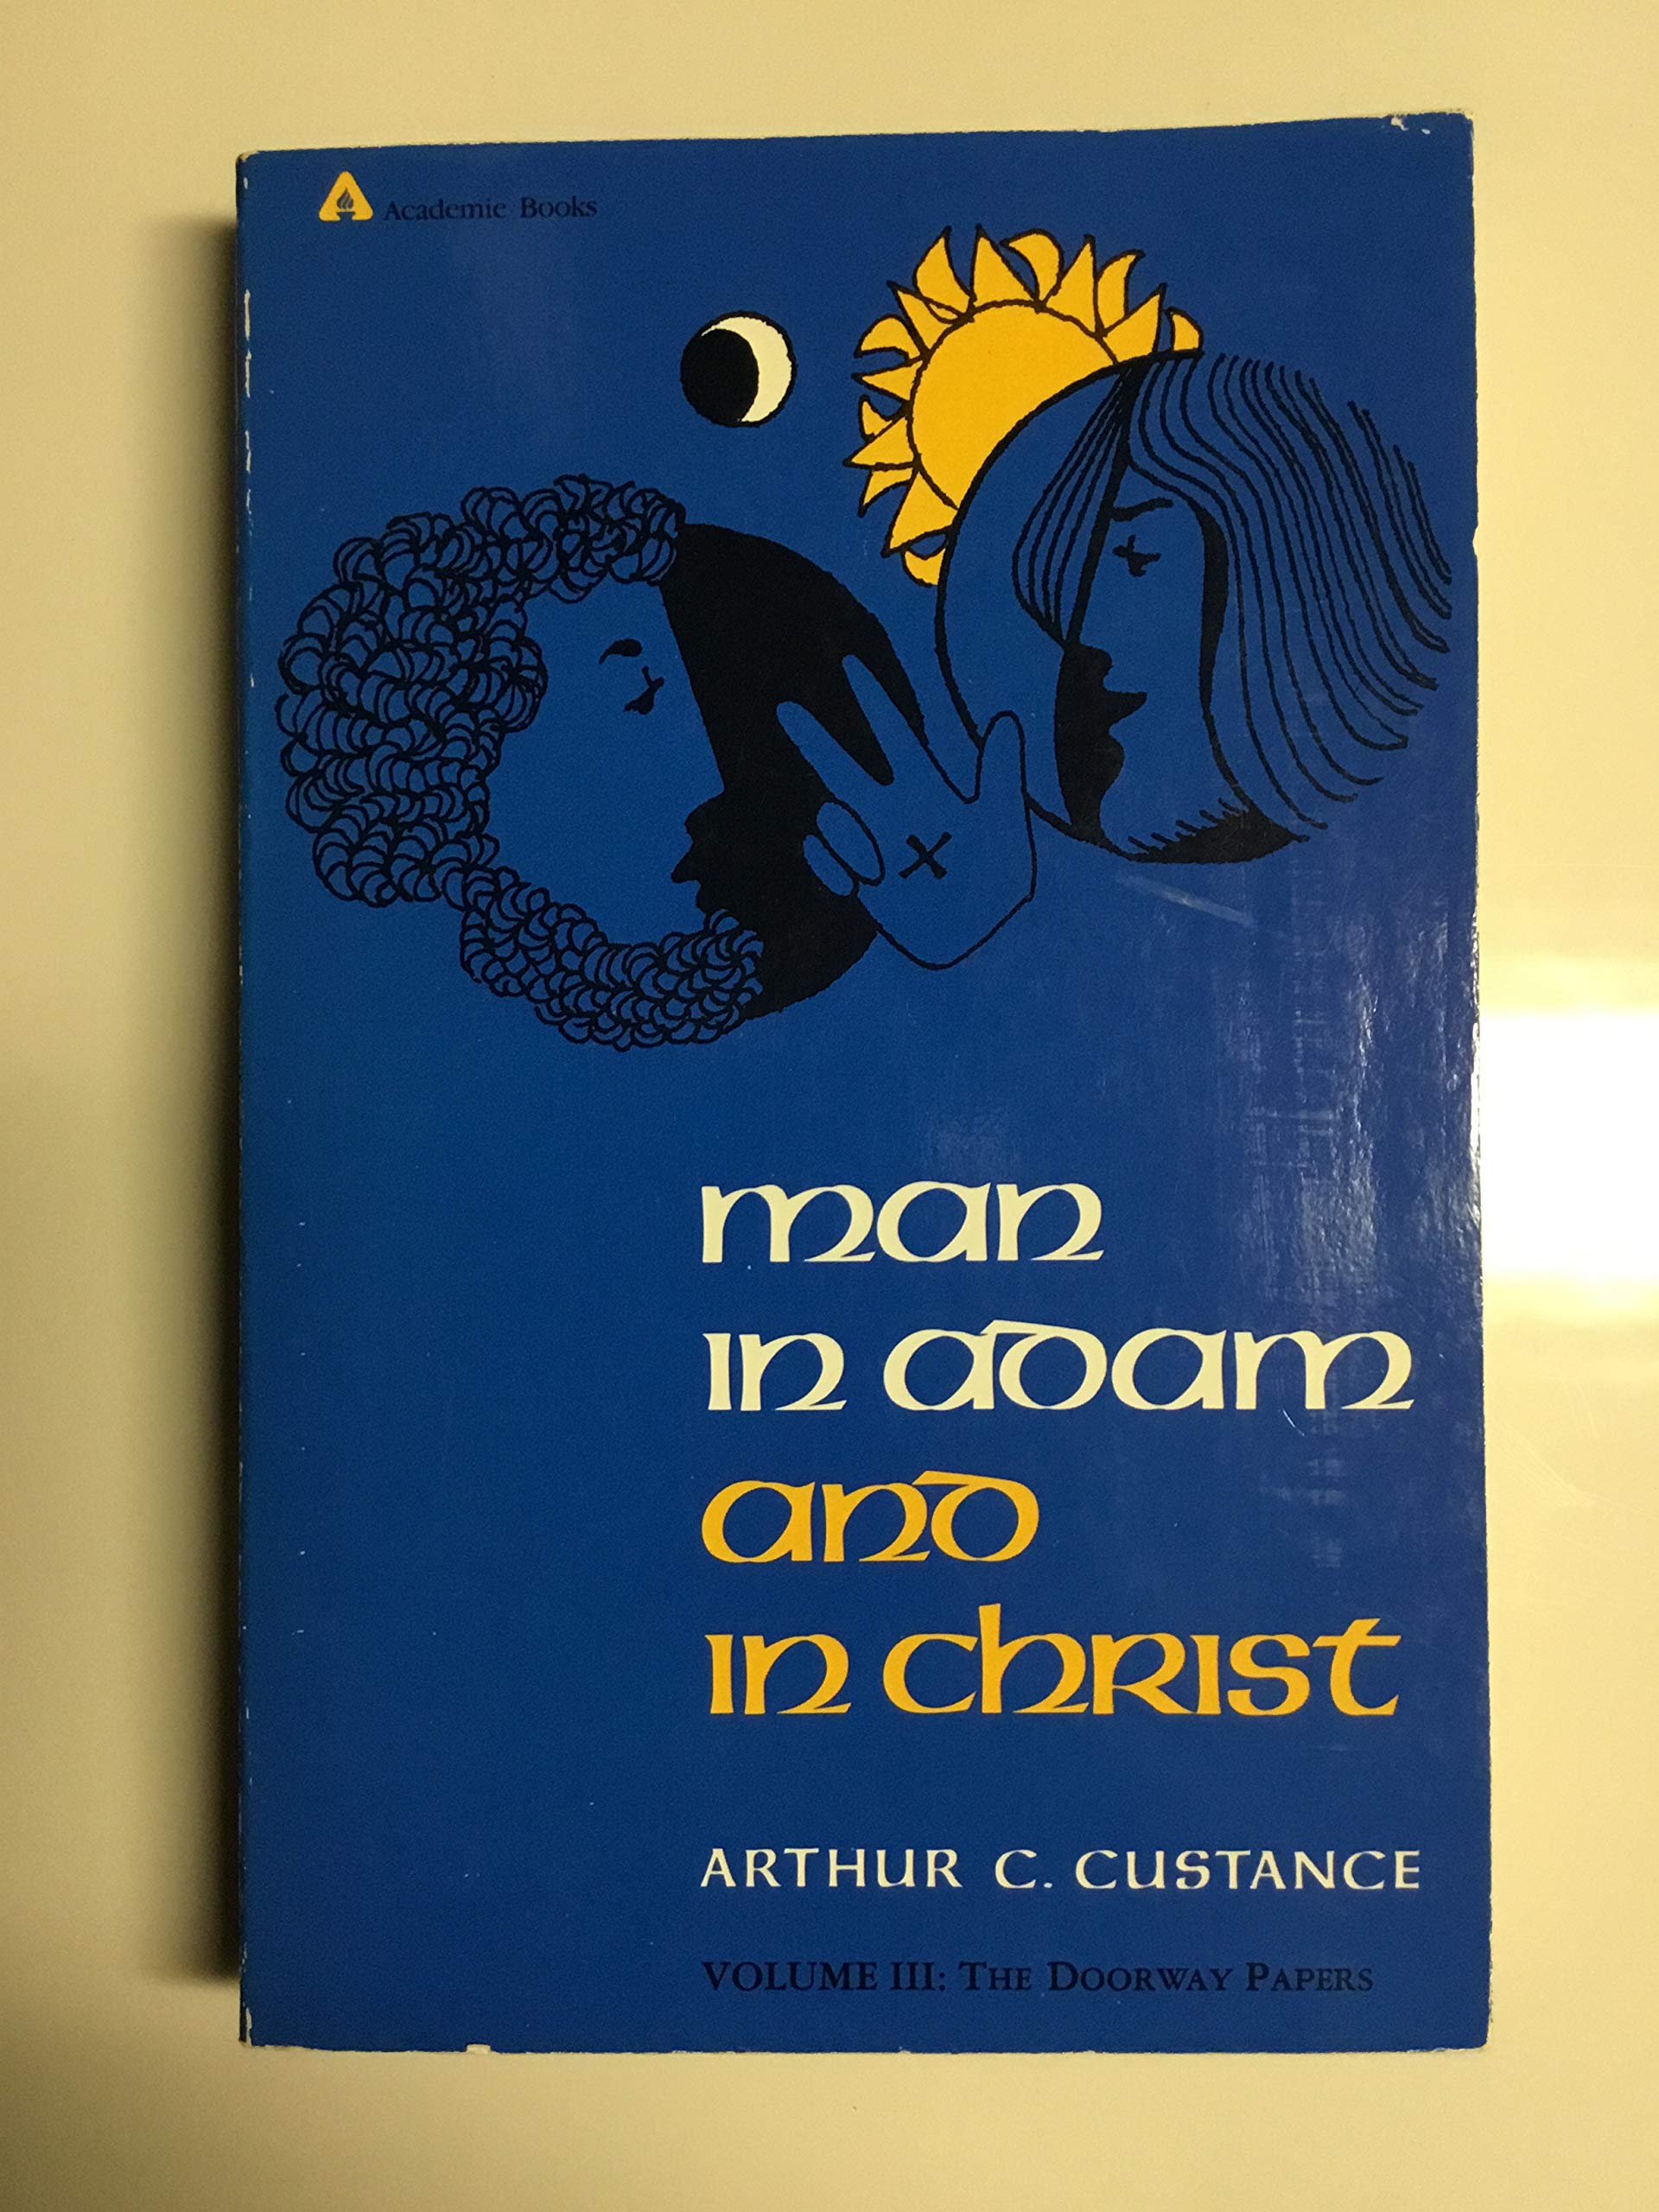 Academic Books
man
in adam
and
in christ
ARTHUR C. CUSTANCE
VOLUME III: THE DOORWAY PAPERS